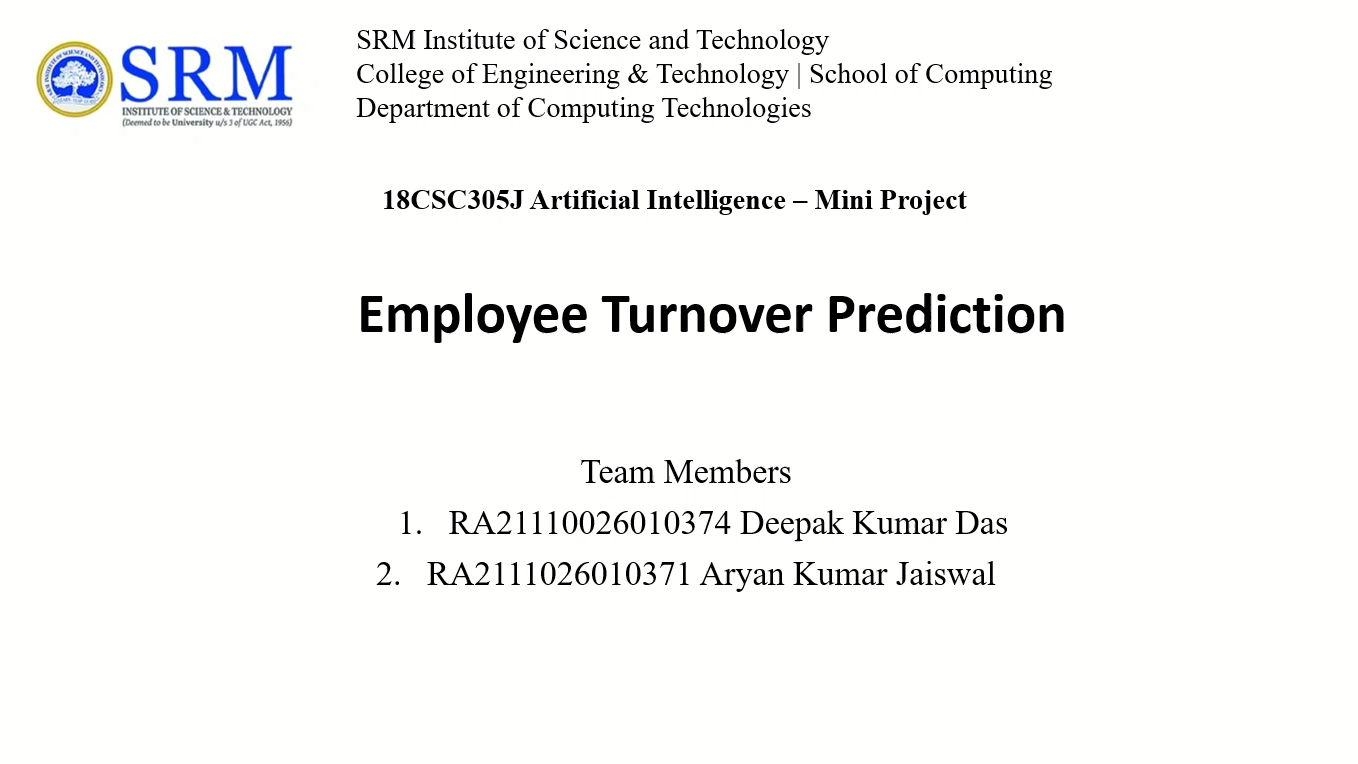 SRM
INSTITUTE OF SCIENCE & TECHNOLOGY
(Deemed to be University u/s 3 of UGC Act, 1956)
SRM Institute of Science and Technology
College of Engineering & Technology | School of Computing
Department of Computing Technologies
18CSC305J Artificial Intelligence – Mini Project
Employee Turnover Prediction
Team Members
1. RA21110026010374 Deepak Kumar Das
2. RA2111026010371 Aryan Kumar Jaiswal